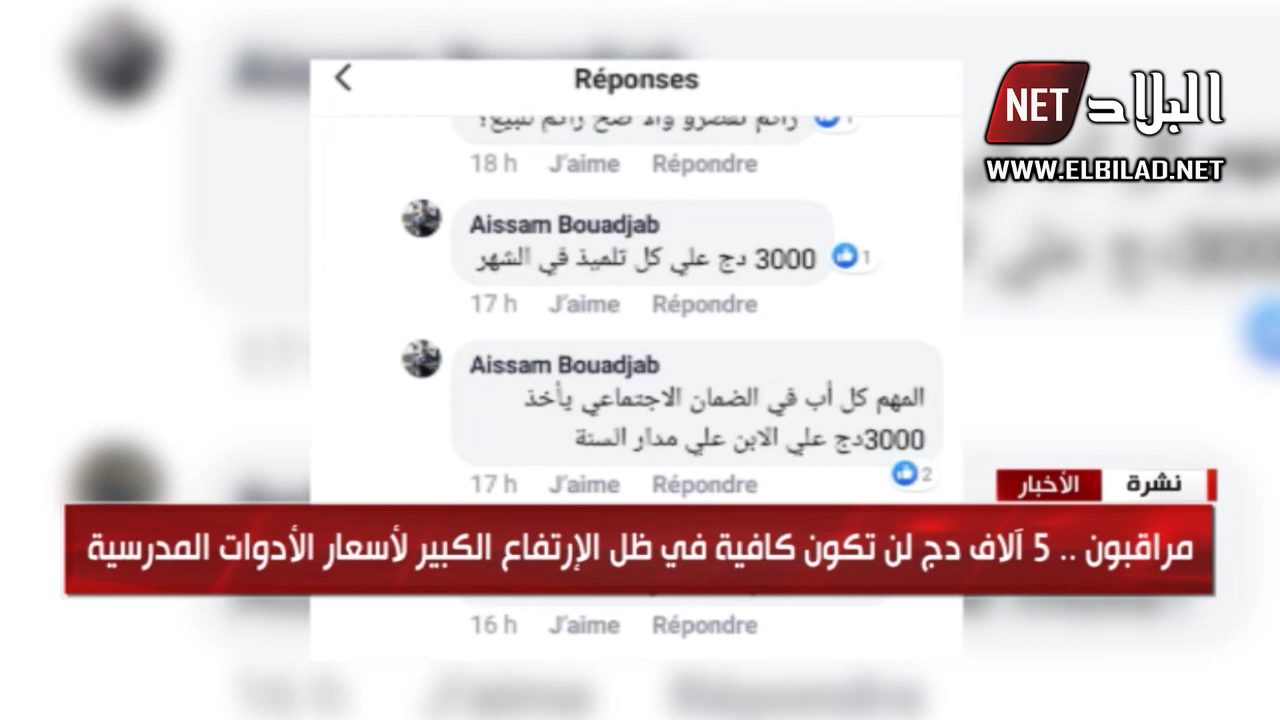 Réponses
18 h J'aime Répondre
Aissam Bouadjab
3000 دج علي كل تلميذ في الشهر
1
17 h J'aime Répondre
Aissam Bouadjab
المهم كل أب في الضمان الاجتماعي يأخذ
3000دج علي الابن علي مدار السنة
2
17 h J'aime Répondre
16 h J'aime Répondre
البلاد NET
WWW.ELBILAD.NET
نشرة الأخبار
مراقبون .. 5 آلاف دج لن تكون كافية في ظل الإرتفاع الكبير لأسعار الأدوات المدرسية